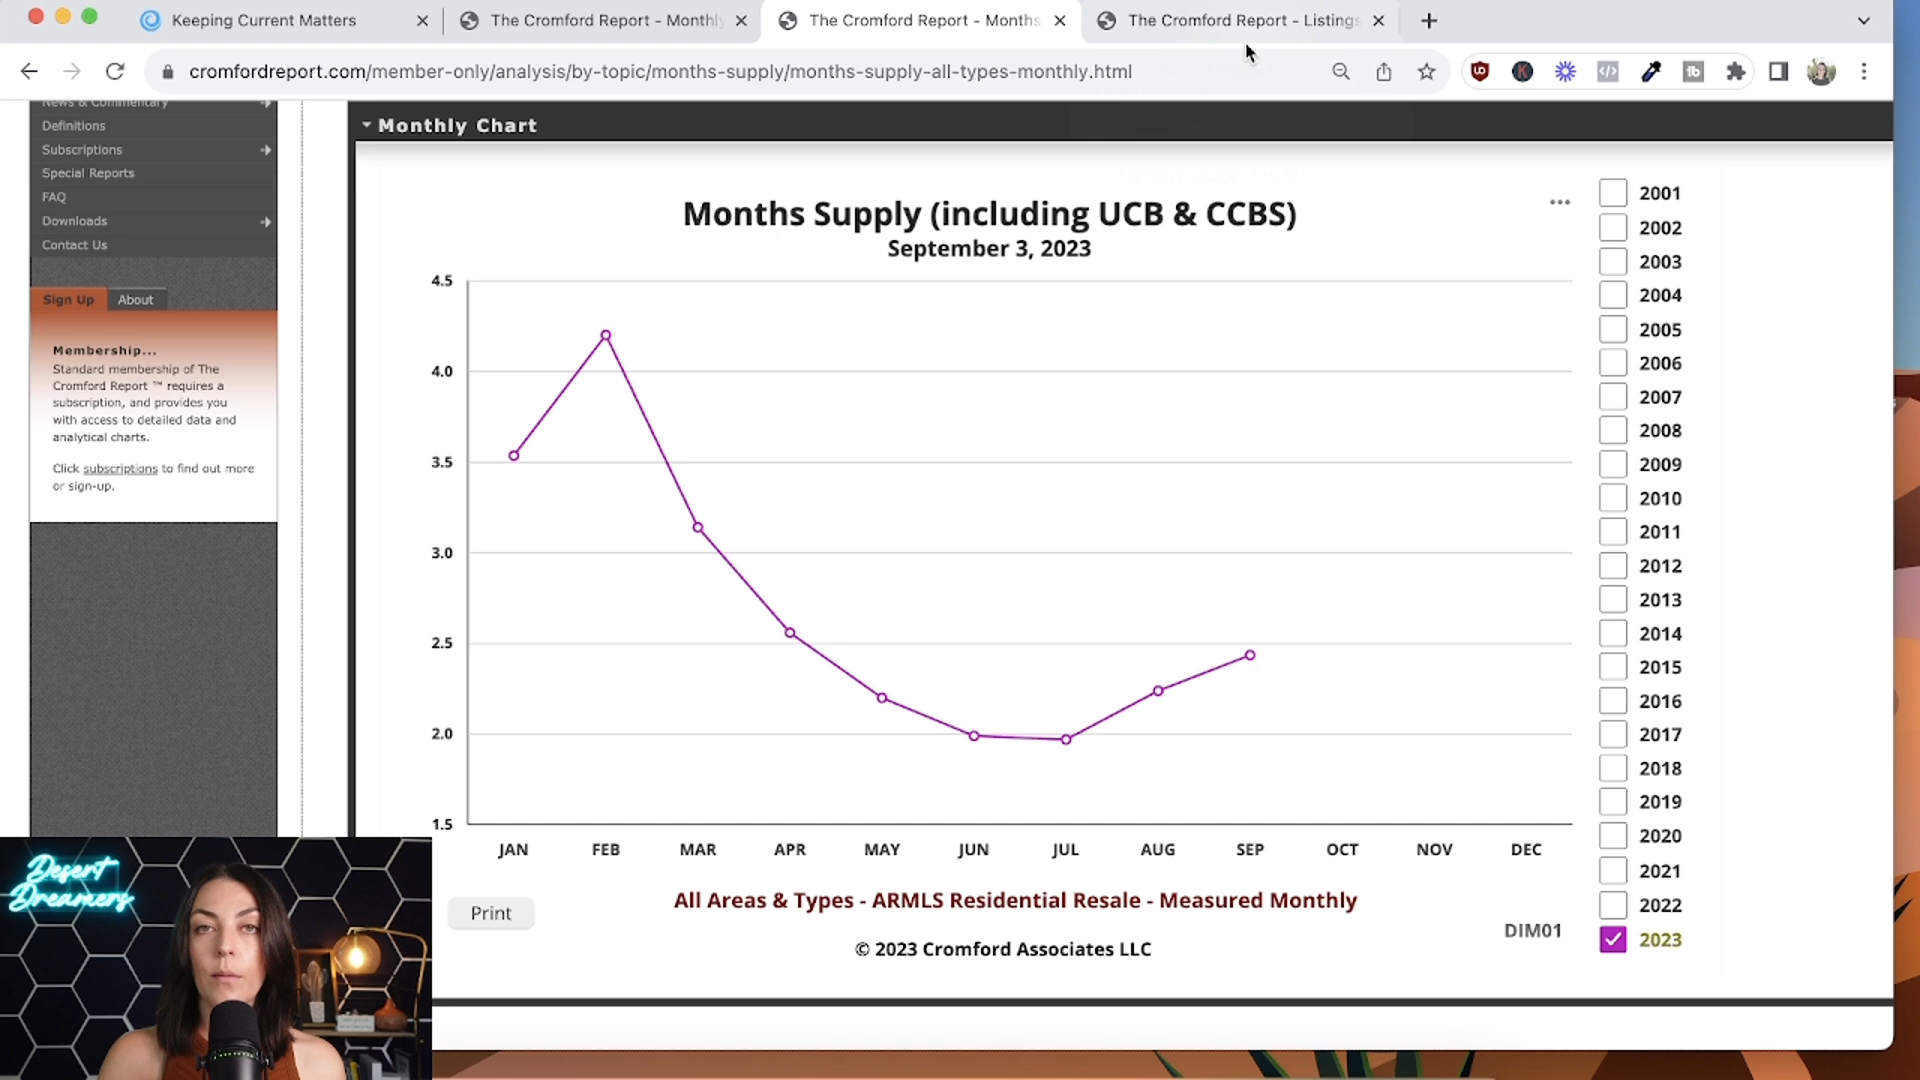 Keeping Current Matters
The Cromford Report - Monthly
The Cromford Report - Months
The Cromford Report - Listings
cromfordreport.com/member-only/analysis/by-topic/months-supply/months-supply-all-types-monthly.html
News & Commentary
Definitions
Subscriptions
Special Reports
FAQ
Downloads
Contact Us
Sign Up About
Membership...
Standard membership of The
Cromford Report ™ requires a
subscription, and provides you
with access to detailed data and
analytical charts.
Click subscriptions to find out more
or sign-up.
Monthly Chart
Months Supply (including UCB & CCBS)
September 3, 2023
4.5
4.0
3.5
3.0
2.5
2.0
1.5
JAN FEB MAR APR MAY JUN JUL AUG SEP OCT NOV DEC
All Areas & Types - ARMLS Residential Resale - Measured Monthly
© 2023 Cromford Associates LLC
DIM01
Print
2001
2002
2003
2004
2005
2006
2007
2008
2009
2010
2011
2012
2013
2014
2015
2016
2017
2018
2019
2020
2021
2022
2023
Desert
Dreamers